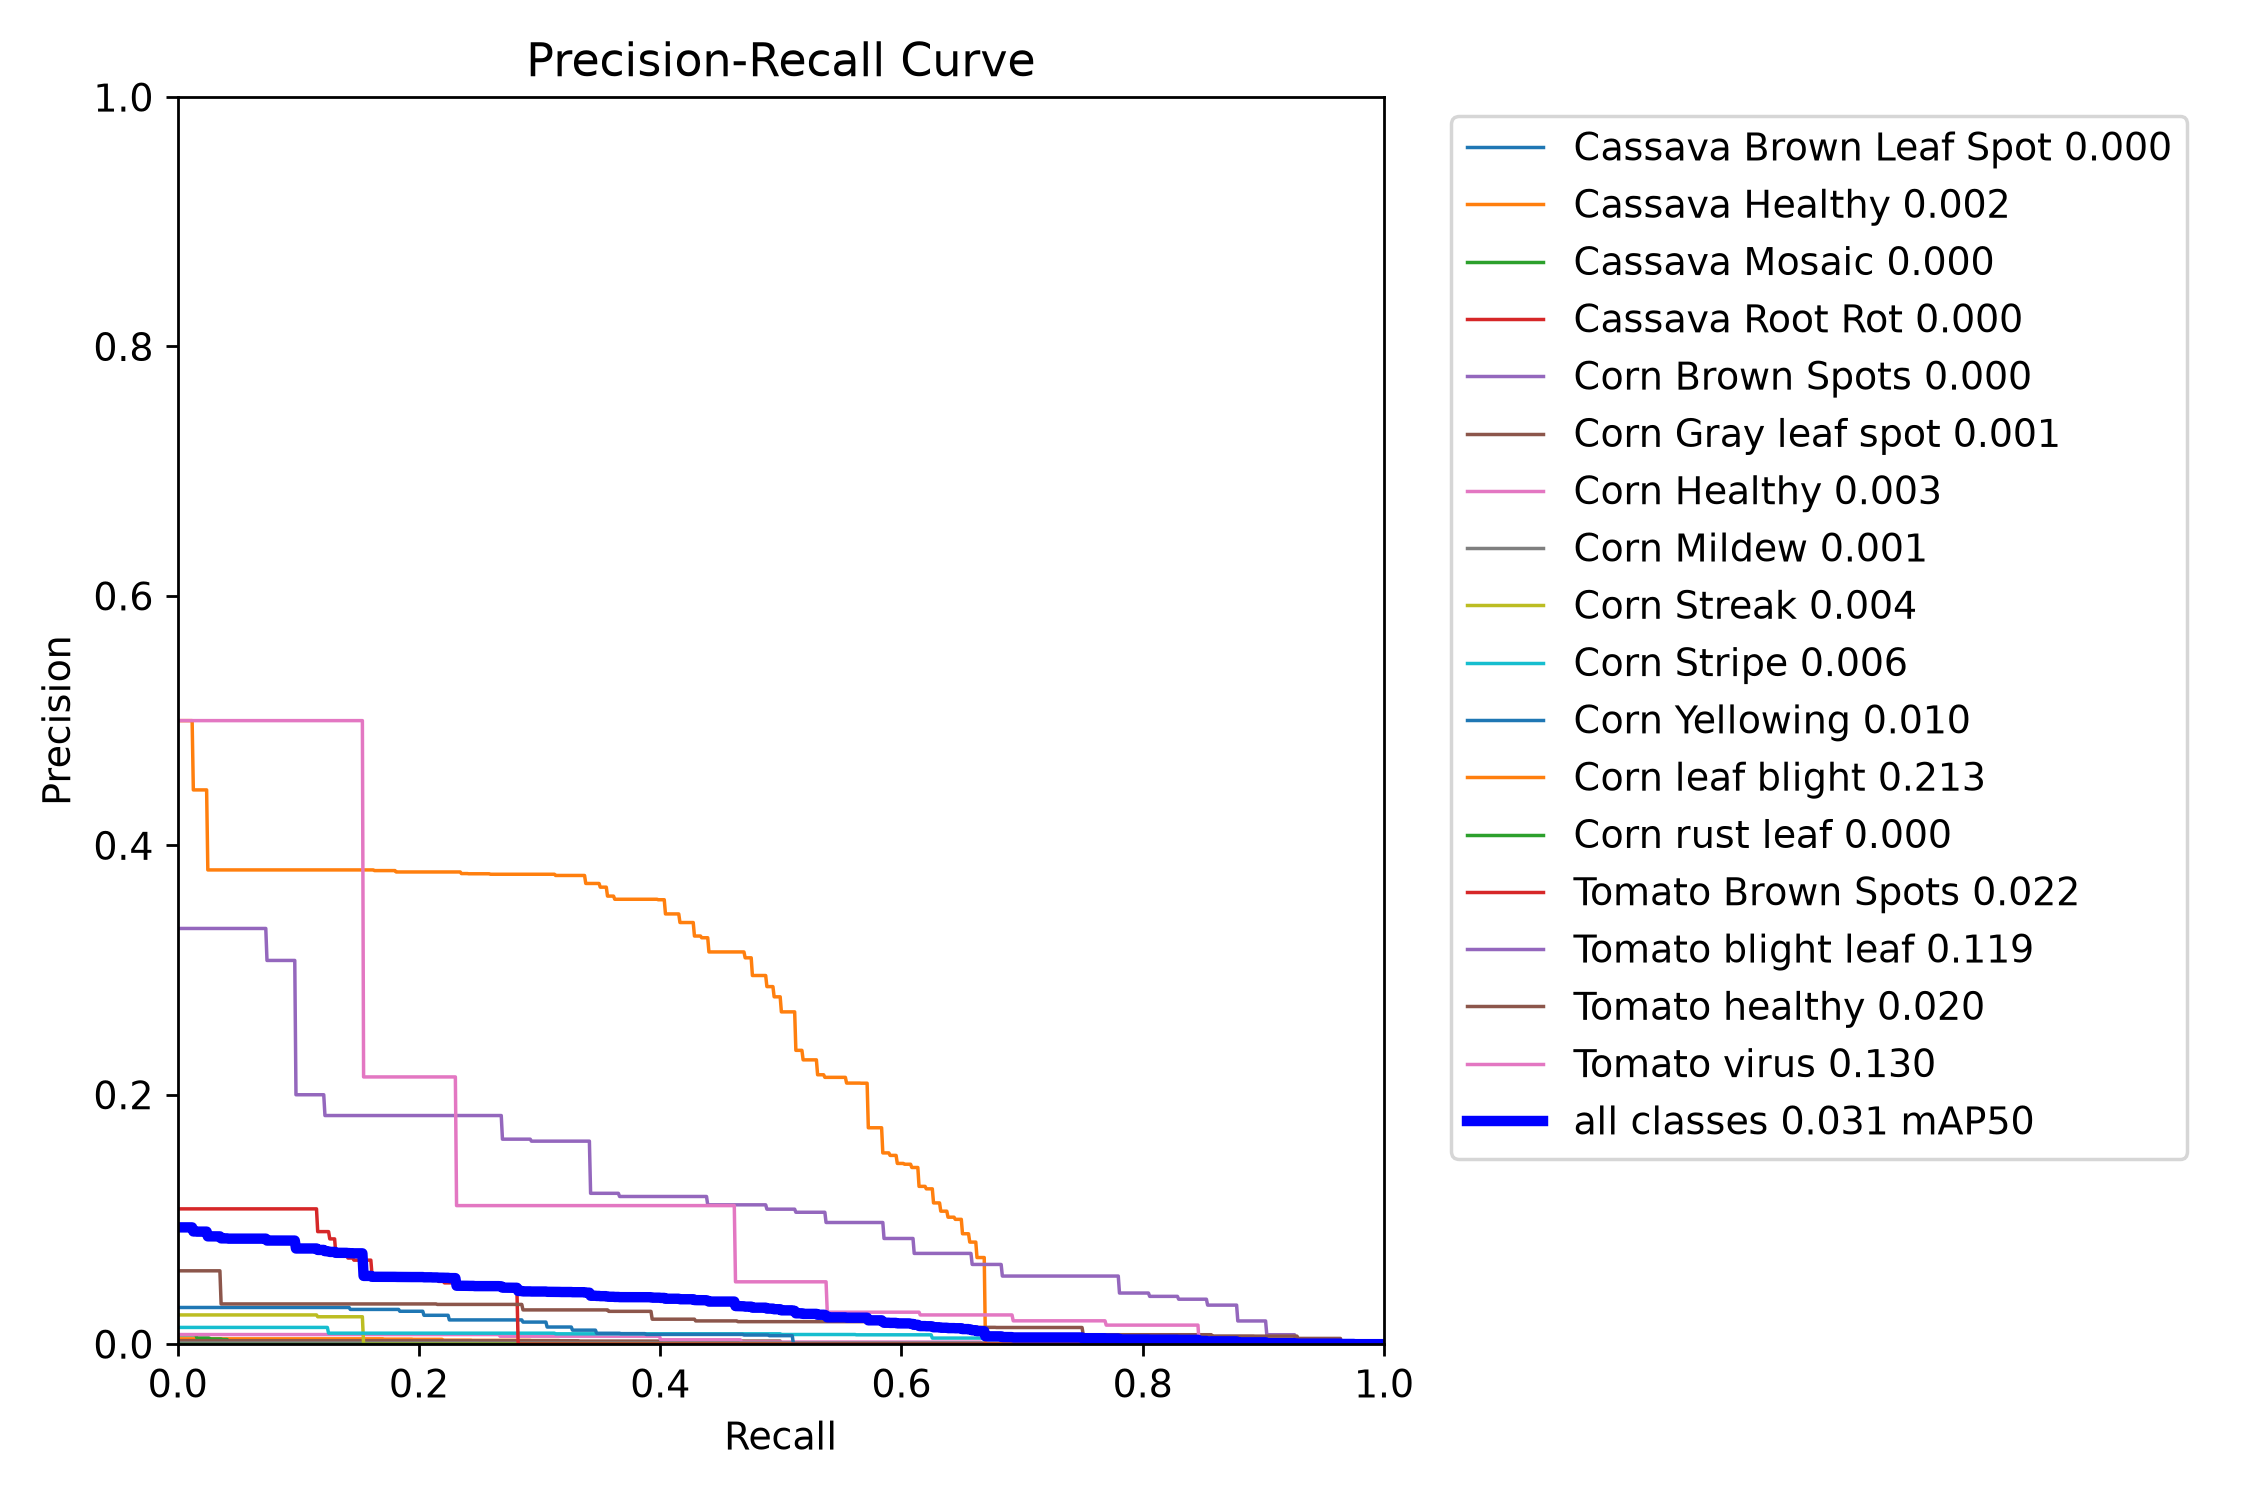 Precision-Recall Curve
1.0
0.8
0.6
0.4
0.2
0.0
Precision
0.0 0.2 0.4 0.6 0.8 1.0
Recall
Cassava Brown Leaf Spot 0.000
Cassava Healthy 0.002
Cassava Mosaic 0.000
Cassava Root Rot 0.000
Corn Brown Spots 0.000
Corn Gray leaf spot 0.001
Corn Healthy 0.003
Corn Mildew 0.001
Corn Streak 0.004
Corn Stripe 0.006
Corn Yellowing 0.010
Corn leaf blight 0.213
Corn rust leaf 0.000
Tomato Brown Spots 0.022
Tomato blight leaf 0.119
Tomato healthy 0.020
Tomato virus 0.130
all classes 0.031 mAP50